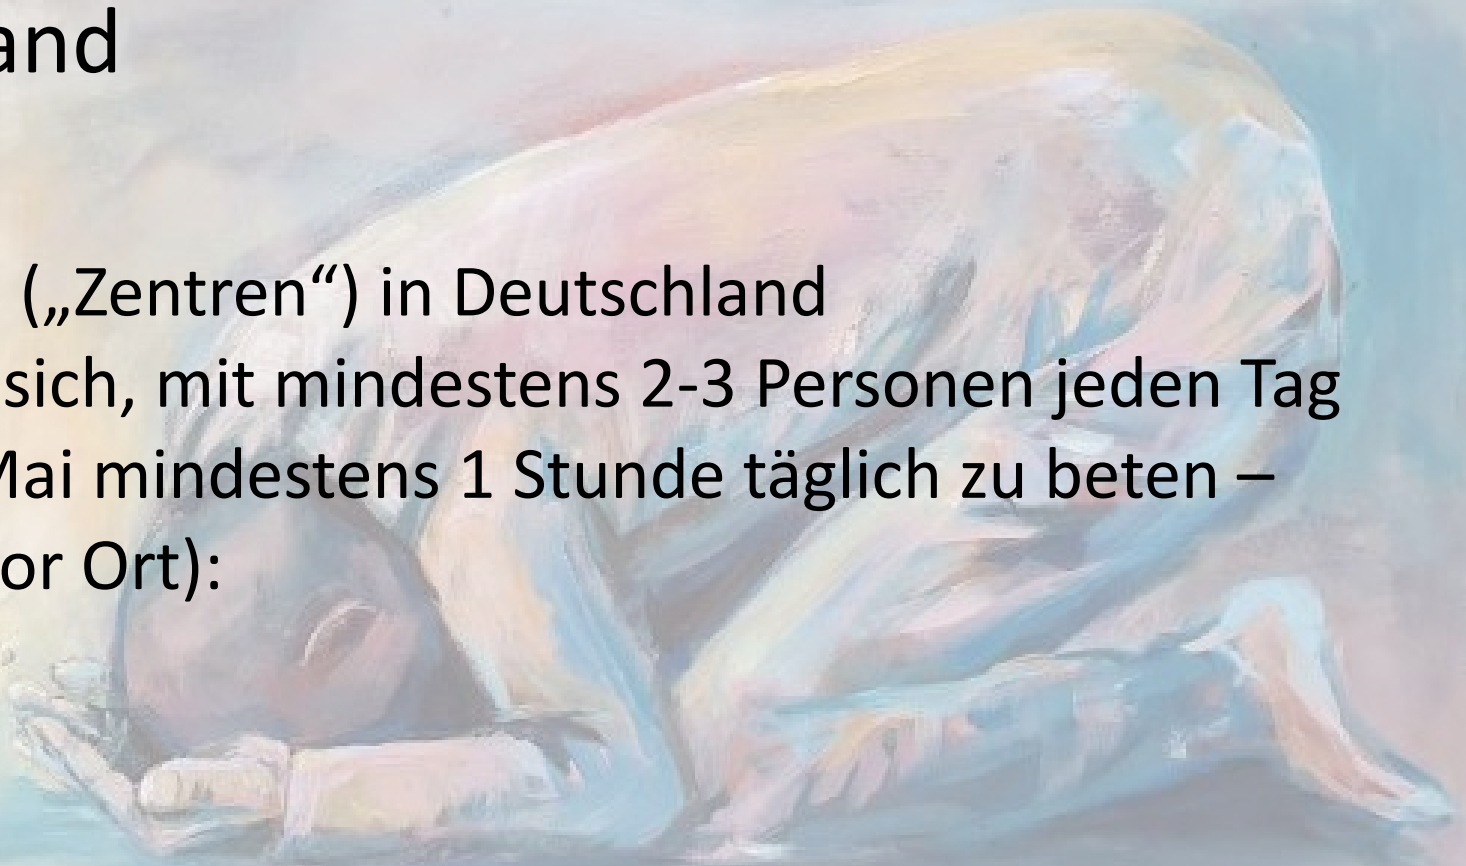 and
(„Zentren“) in Deutschland
sich, mit mindestens 2-3 Personen jeden Tag
Mai mindestens 1 Stunde täglich zu beten –
or Ort):